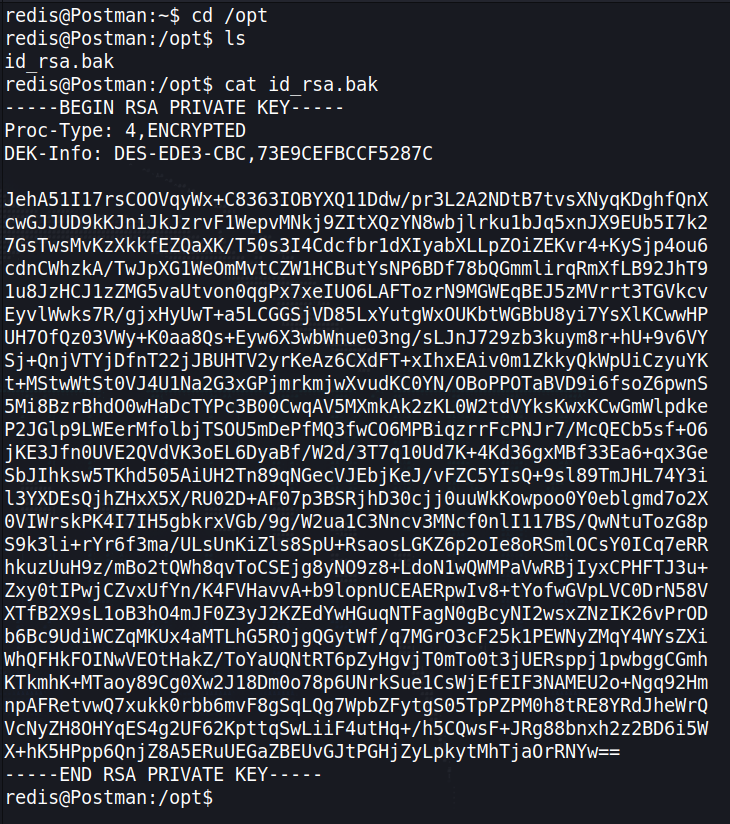 redis@Postman:~$ cd /opt
redis@Postman:/opt$ ls
id_rsa.bak
redis@Postman:/opt$ cat id_rsa.bak
-----BEGIN RSA PRIVATE KEY-----
Proc-Type: 4,ENCRYPTED
DEK-Info: DES-EDE3-CBC,73E9CEFBCCF5287C
JehA51I17rsCOOVqyWx+C8363IOBYXQ11Ddw/pr3L2A2NDtB7tvsXNyqKDghfQnX
cwGJJUD9kKJniJkJzrvF1WepvMNkj9ZItXQzYN8wbjlrku1bJq5xnJX9EUb5I7k2
7GsTwsMvKzXkkfEZQaXK/T50s3I4Cdcfbr1dXIyabXLLpZOiZEKvr4+KySjp4ou6
cdnCWhzkA/TwJpXG1WeOmMvtCZW1HCButYsNP6BDf78bQGmmlirqRmXfLB92JhT9
1u8JzHCJ1zZMG5vaUtvon0qgPx7xeIUO6LAFTozrN9MGWEqBEJ5zMVrrt3TGVkcv
EyvlWwks7R/gjxHyUwT+a5LCGGSjVD85LxYutgWxOUKbtWGBbU8yi7YsXlKCwwHP
UH7OfQz03VWy+K0aa8Qs+Eyw6X3wbWnue03ng/sLJnJ729zb3kuym8r+hU+9v6VY
Sj+QnjVTYjDfnT22jJBUHTV2yrKeAz6CXdFT+xIhxEAiv0m1ZkkyQkWpUiCzyuYK
t+MStwWtSt0VJ4U1Na2G3xGPjmrkmjwXvudKC0YN/OBoPPOTaBVD9i6fsoZ6pwnS
5Mi8BzrBhdO0wHaDcTYPc3B00CwqAV5MXmkAk2zKL0W2tdVYksKwxKCwGmWlpdke
P2JGlp9LWEerMfolbjTSOU5mDePfMQ3fwCO6MPBiqzrrFcPNJr7/McQECb5sf+O6
jKE3Jfn0UVE2QVdVK3oEL6DyaBf/W2d/3T7q10Ud7K+4Kd36gxMBf33Ea6+qx3Ge
SbJIhksw5TKhd505AiUH2Tn89qNGecVJEbjKeJ/vFZC5YIsQ+9sl89TmJHL74Y3i
l3YXDEsQjhZHxX5X/RU02D+AF07p3BSRjhD30cjj0uuWkKowpoo0Y0eblgmd7o2X
0VIWrskPK4I7IH5gbkrxVGb/9g/W2ua1C3Nncv3MNcf0nlI117BS/QwNtuTozG8p
S9k3li+rYr6f3ma/ULsUnKiZls8SpU+RsaosLGKZ6p2oIe8oRSmlOCsY0ICq7eRR
hkuzUuH9z/mBo2tQWh8qvToCSEjg8yNO9z8+LdoN1wQWMPaVwRBjIyxCPHFTJ3u+
Zxy0tIPwjCZvxUfYn/K4FVHavvA+b9lopnUCEAERpwIv8+tYofwGVpLVC0DrN58V
XTfB2X9sL1oB3hO4mJF0Z3yJ2KZEdYwHGuqNTFagN0gBcyNI2wsxZNzIK26vPrOD
b6Bc9UdiWCZqMKUx4aMTLhG5ROjgQGytWf/q7MGrO3cF25k1PEWNyZMqY4WYsZXi
WhQFHkFOINwVEOtHakZ/ToYaUQNtRT6pZyHgvjT0mTo0t3jUERsppj1pwbggCGmh
KTkmhK+MTaoy89Cg0Xw2J18Dm0o78p6UNrkSue1CsWjEfEIF3NAMEU2o+Ngq92Hm
npAFRetvwQ7xukk0rbb6mvF8gSqLQg7WpbZFytgS05TpPZPM0h8tRE8YRdJheWrQ
VcNyZH8OHYqES4g2UF62KpttqSwLiiF4utHq+/h5CQwsF+JRg88bnxh2z2BD6i5W
X+hK5HPpp6QnjZ8A5ERuUEGaZBEUvGJtPGHjZyLpkytMhTjaOrRNYw==
-----END RSA PRIVATE KEY-----
redis@Postman:/opt$